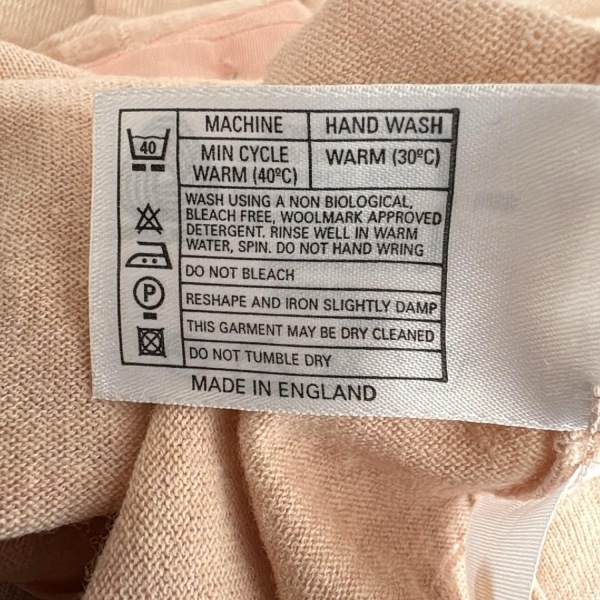 40
MACHINE
HAND WASH
MIN CYCLE
WARM (40ºC)
WARM (30ºC)
WASH USING A NON BIOLOGICAL,
BLEACH FREE, WOOLMARK APPROVED
DETERGENT. RINSE WELL IN WARM
WATER, SPIN. DO NOT HAND WRING
DO NOT BLEACH
RESHAPE AND IRON SLIGHTLY DAMP
P
THIS GARMENT MAY BE DRY CLEANED
DO NOT TUMBLE DRY
MADE IN ENGLAND